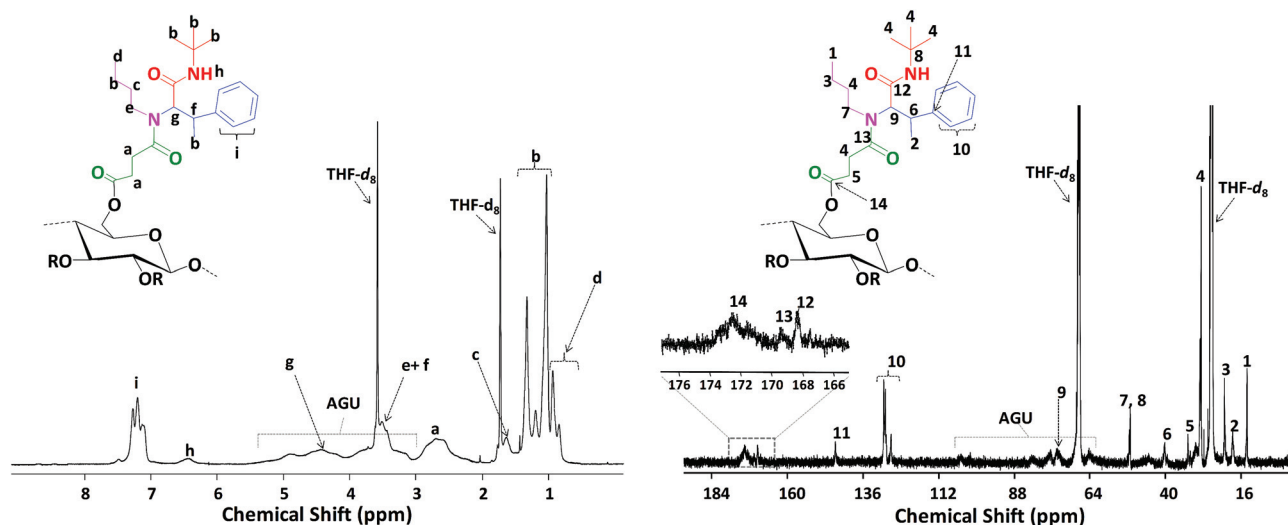 b
b
b
d
b
c
O
NH
h
e
N
g
f
b
i
a
O
a
O
O
O
RO
OR
O
THF-d8
THF-d8
b
d
g
AGU
e+ f
c
i
h
a
8
7
6
5
4
3
2
1
Chemical Shift (ppm)
4
4
4
1
8
11
3
4
O
NH
12
7
N
9
6
2
10
13
O
4
5
O
14
O
O
RO
OR
O
THF-d8
THF-d8
4
14
13
12
176
174
172
170
168
166
10
11
AGU
9
7, 8
6
5
3
2
1
184
160
136
112
88
64
40
16
Chemical Shift (ppm)